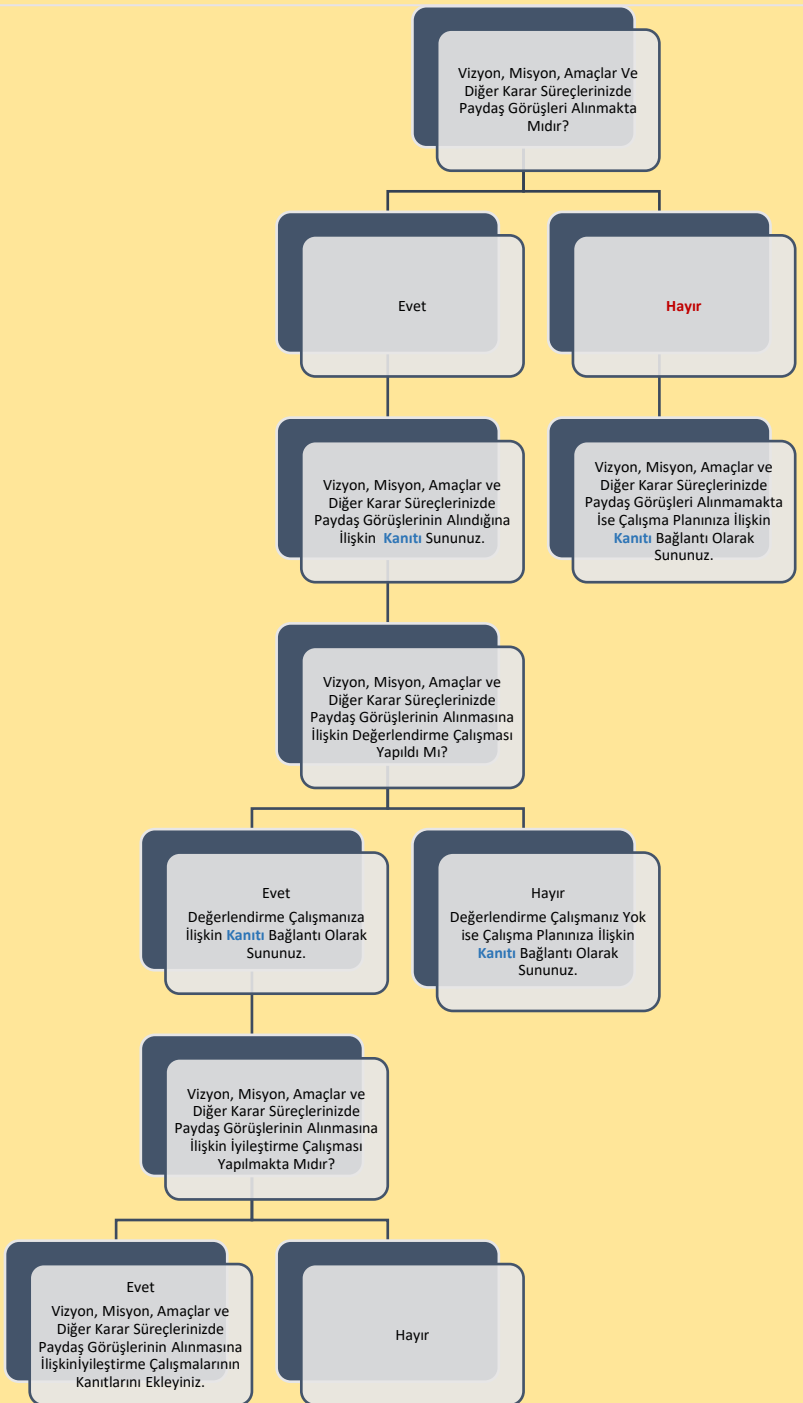 Vizyon, Misyon, Amaçlar Ve
Diğer Karar Süreçlerinizde
Paydaş Görüşleri Alınmakta
Mıdır?
Evet
Hayır
Vizyon, Misyon, Amaçlar ve
Diğer Karar Süreçlerinizde
Paydaş Görüşlerinin Alındığına
İlişkin Kanıtı Sununuz.
Vizyon, Misyon, Amaçlar ve
Diğer Karar Süreçlerinizde
Paydaş Görüşleri Alınmamakta
İse Çalışma Planınıza İlişkin
Kanıtı Bağlantı Olarak
Sununuz.
Vizyon, Misyon, Amaçlar ve
Diğer Karar Süreçlerinizde
Paydaş Görüşlerinin Alınmasına
İlişkin Değerlendirme Çalışması
Yapıldı Mı?
Evet
Değerlendirme Çalışmanıza
İlişkin Kanıtı Bağlantı Olarak
Sununuz.
Hayır
Değerlendirme Çalışmanız Yok
ise Çalışma Planınıza İlişkin
Kanıtı Bağlantı Olarak
Sununuz.
Vizyon, Misyon, Amaçlar ve
Diğer Karar Süreçlerinizde
Paydaş Görüşlerinin Alınmasına
İlişkin İyileştirme Çalışması
Yapılmakta Mıdır?
Evet
Vizyon, Misyon, Amaçlar ve
Diğer Karar Süreçlerinizde
Paydaş Görüşlerinin Alınmasına
İlişkinİyileştirme Çalışmalarının
Kanıtlarını Ekleyiniz.
Hayır